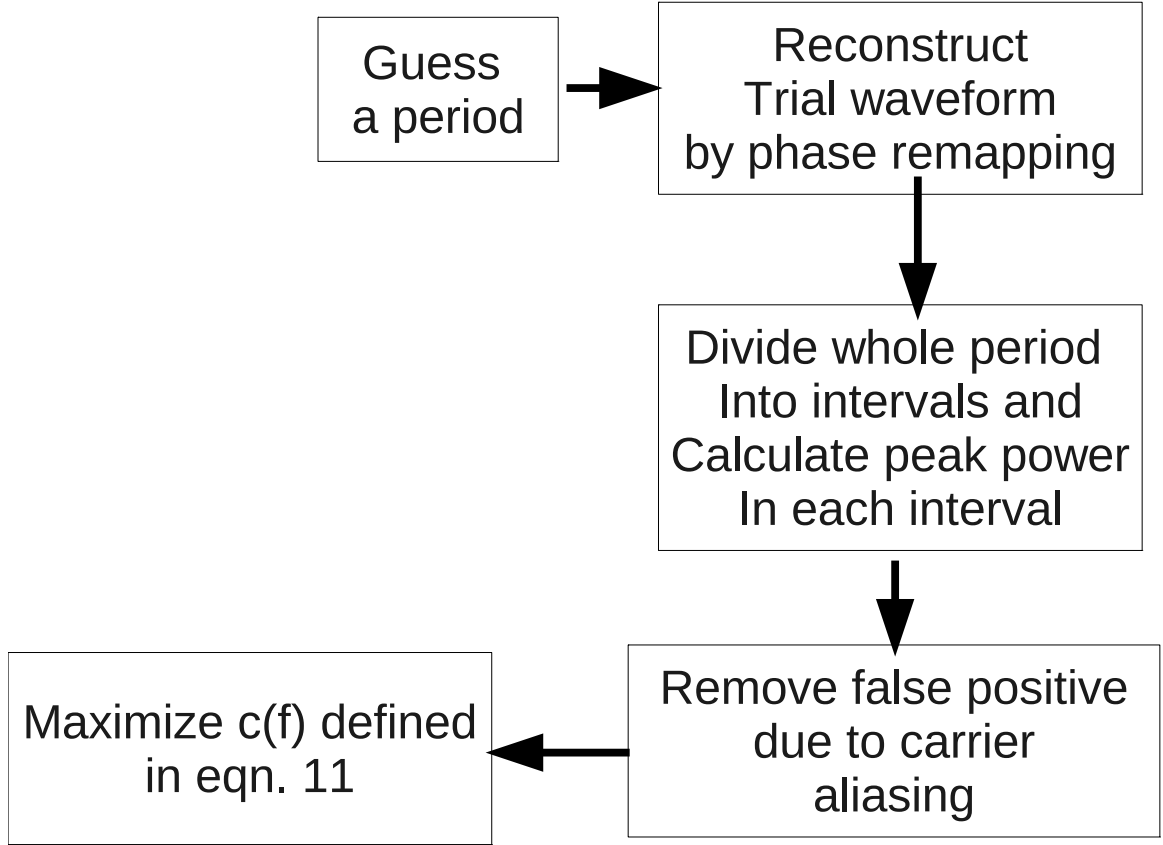 Guess
a period
Reconstruct
Trial waveform
by phase remapping
Divide whole period
Into intervals and
Calculate peak power
In each interval
Remove false positive
due to carrier
aliasing
Maximize c(f) defined
in eqn. 11